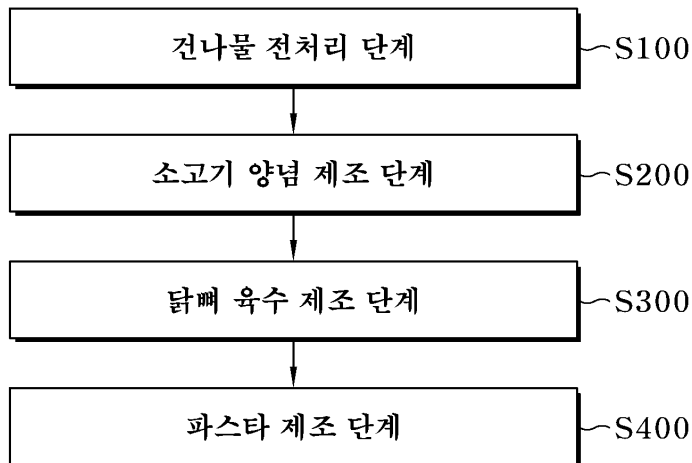 건나물 전처리 단계 S100
소고기 양념 제조 단계 S200
닭뼈 육수 제조 단계 S300
파스타 제조 단계 S400